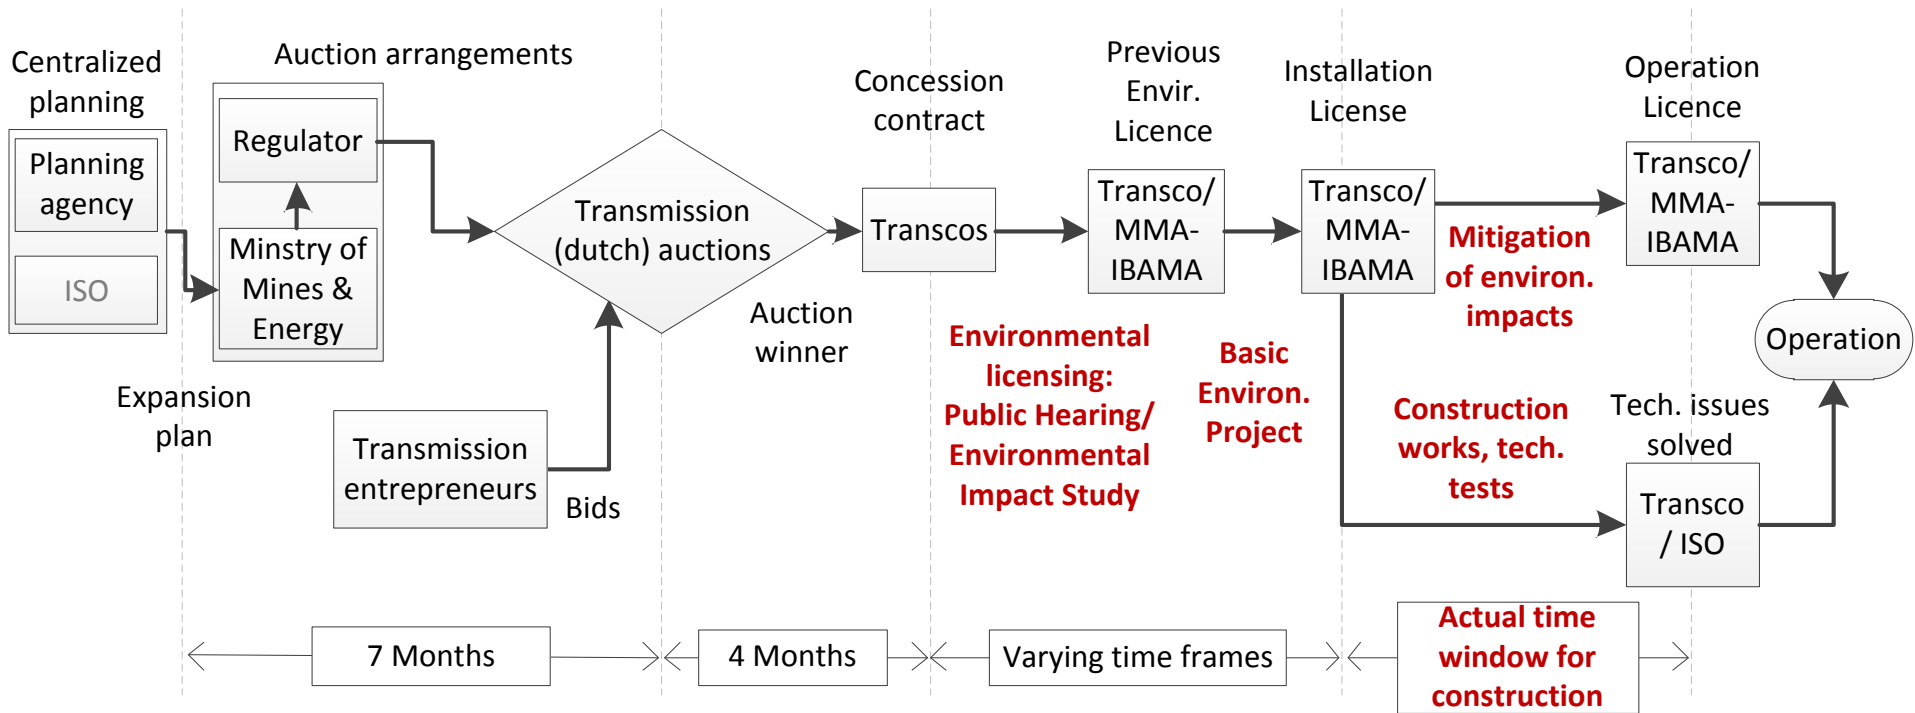 Centralized
planning
Planning
agency
ISO
Expansion
plan
Auction arrangements
Regulator
Minstry of
Mines &
Energy
Transmission
entrepreneurs
Bids
Transmission
(dutch) auctions
Auction
winner
Concession
contract
Transcos
Previous
Envir.
Licence
Transco/
MMA-
IBAMA
Environmental
licensing:
Public Hearing/
Environmental
Impact Study
Basic
Environ.
Project
Installation
License
Transco/
MMA-
IBAMA
Mitigation
of environ.
impacts
Construction
works, tech.
tests
Operation
Licence
Transco/
MMA-
IBAMA
Tech. issues
solved
Transco
/ ISO
Operation
7 Months
4 Months
Varying time frames
Actual time
window for
construction